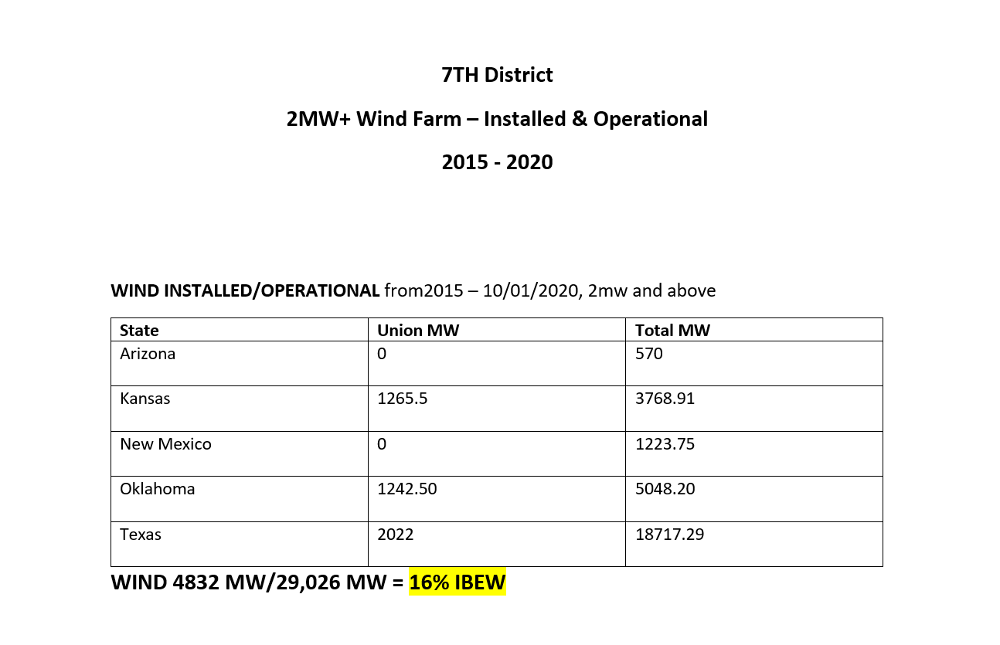 7TH District
2MW+ Wind Farm – Installed & Operational
2015 - 2020
WIND INSTALLED/OPERATIONAL from2015 – 10/01/2020, 2mw and above
State Union MW Total MW
Arizona 0 570
Kansas 1265.5 3768.91
New Mexico 0 1223.75
Oklahoma 1242.50 5048.20
Texas 2022 18717.29
WIND 4832 MW/29,026 MW = 16% IBEW